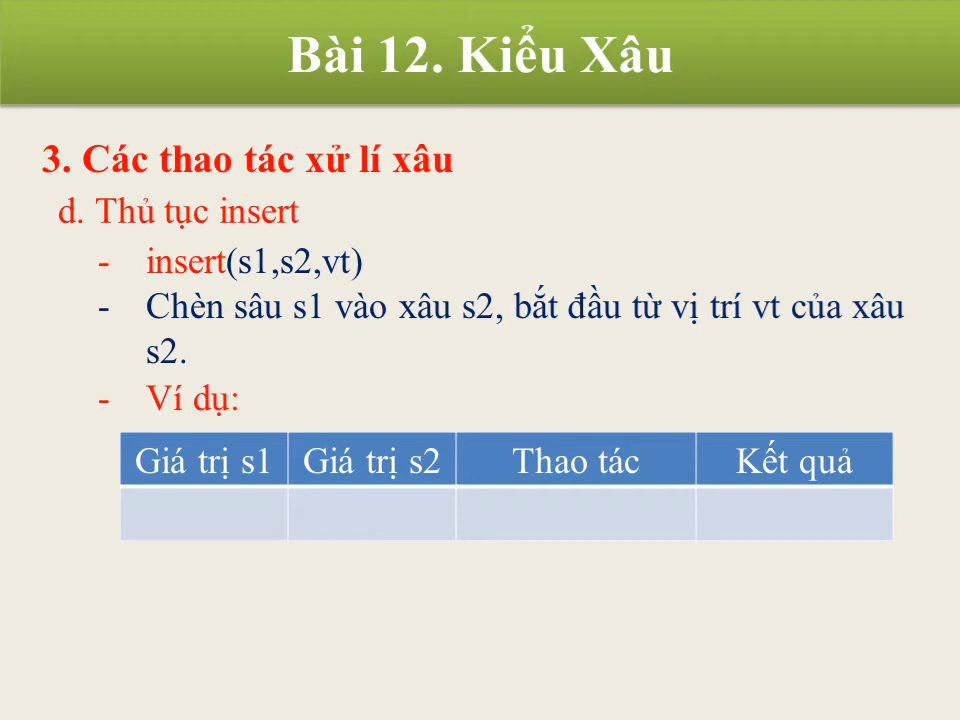 Bài 12. Kiểu Xâu
3. Các thao tác xử lí xâu
d. Thủ tục insert
- insert(s1,s2,vt)
- Chèn sâu s1 vào xâu s2, bắt đầu từ vị trí vt của xâu
s2.
- Ví dụ:
Giá trị s1 Giá trị s2 Thao tác Kết quả